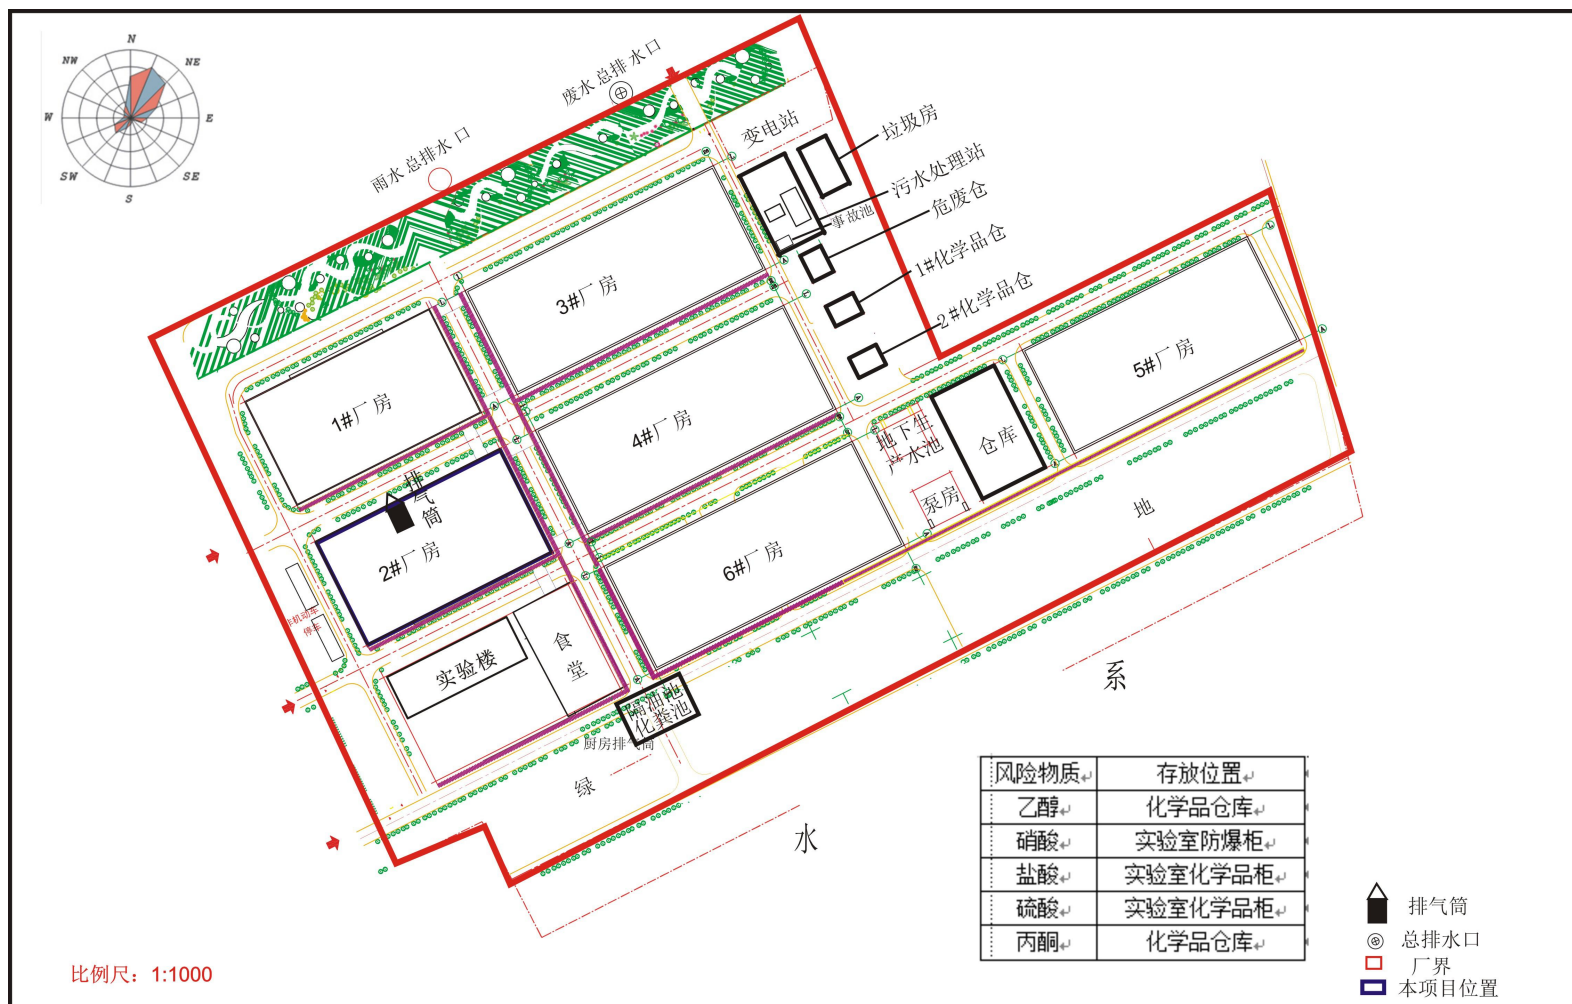 N
NW
NE
W
E
SW
SE
S
废水总排水口
雨水总排水口
变电站
垃圾房
污水处理站
事故池
危废仓
1#化学品仓
2#化学品仓
3#厂房
1#厂房
4#厂房
5#厂房
地下生
产水池
仓库
泵房
排气筒
2#厂房
6#厂房
非机动车
停车
食堂
实验楼
隔油池
化粪池
厨房排气筒
绿
地
水
系
风险物质 存放位置
乙醇 化学品仓库
硝酸 实验室防爆柜
盐酸 实验室化学品柜
硫酸 实验室化学品柜
丙酮 化学品仓库
排气筒
总排水口
厂界
本项目位置
比例尺：1:1000